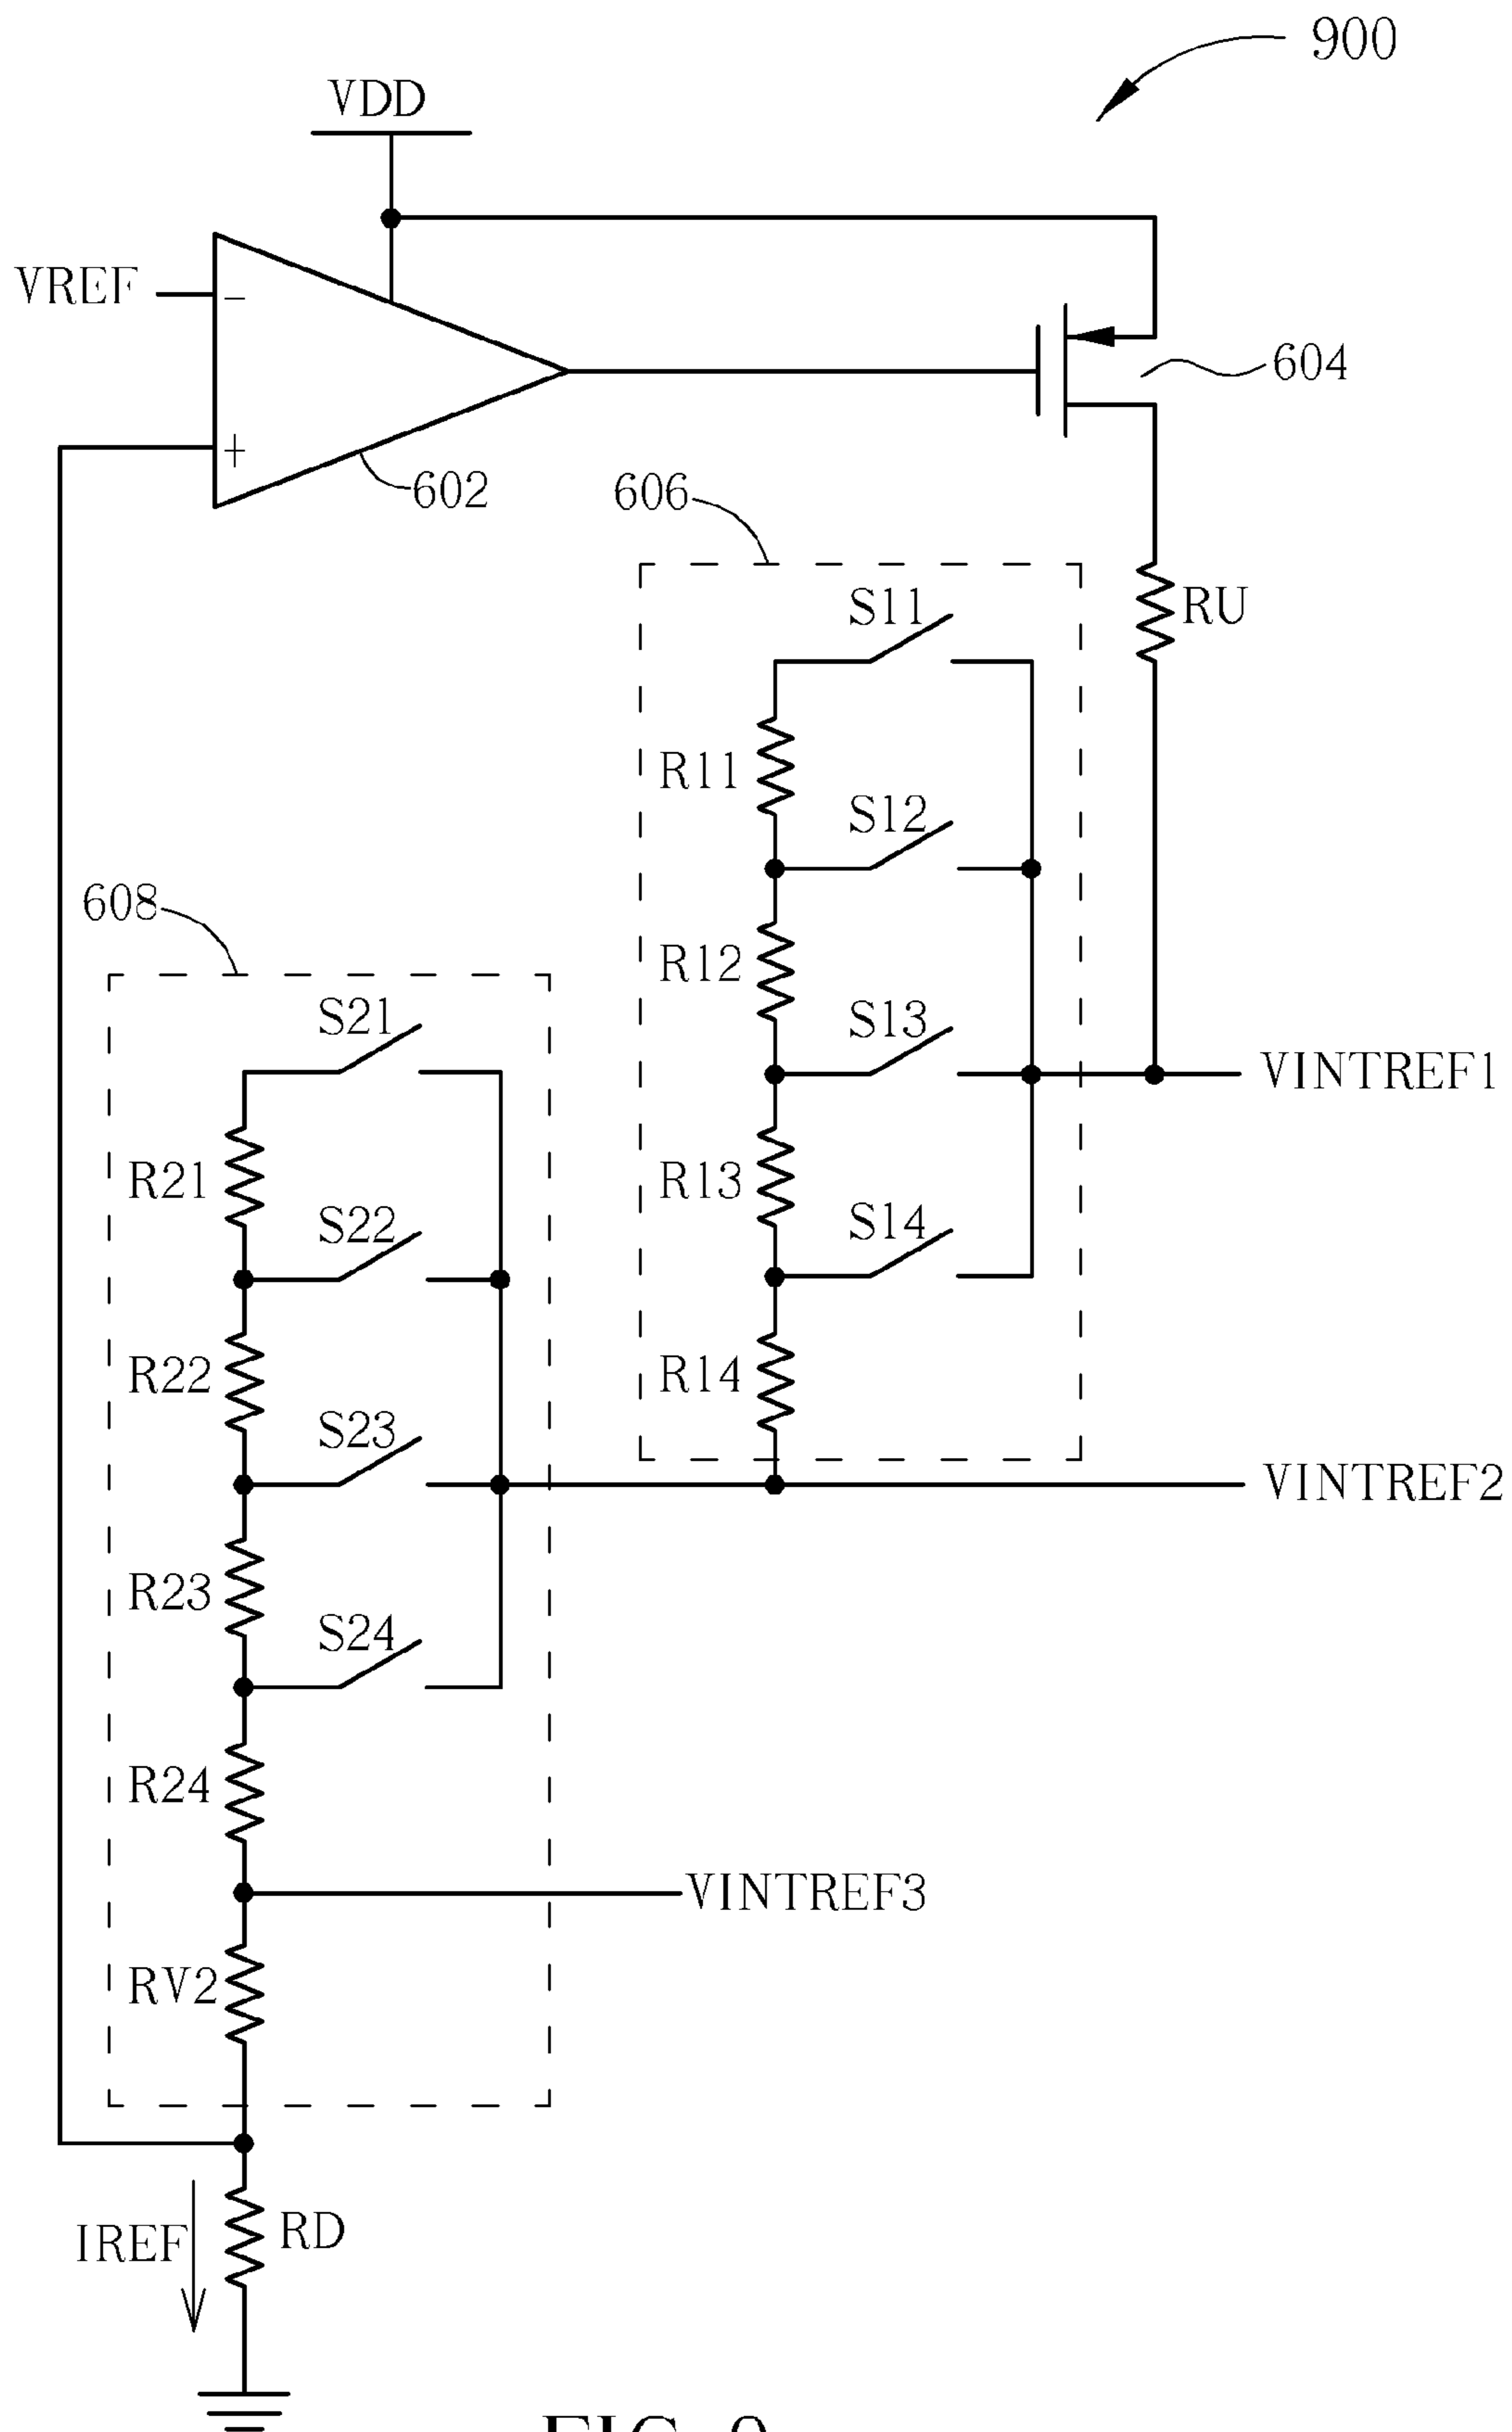 900
VDD
VREF
−
+
602
604
606
RU
S11
R11
S12
608
R12
S21
S13
VINTREF1
R21
R13
S22
S14
R22
R14
S23
VINTREF2
R23
S24
R24
VINTREF3
RV2
IREF
RD